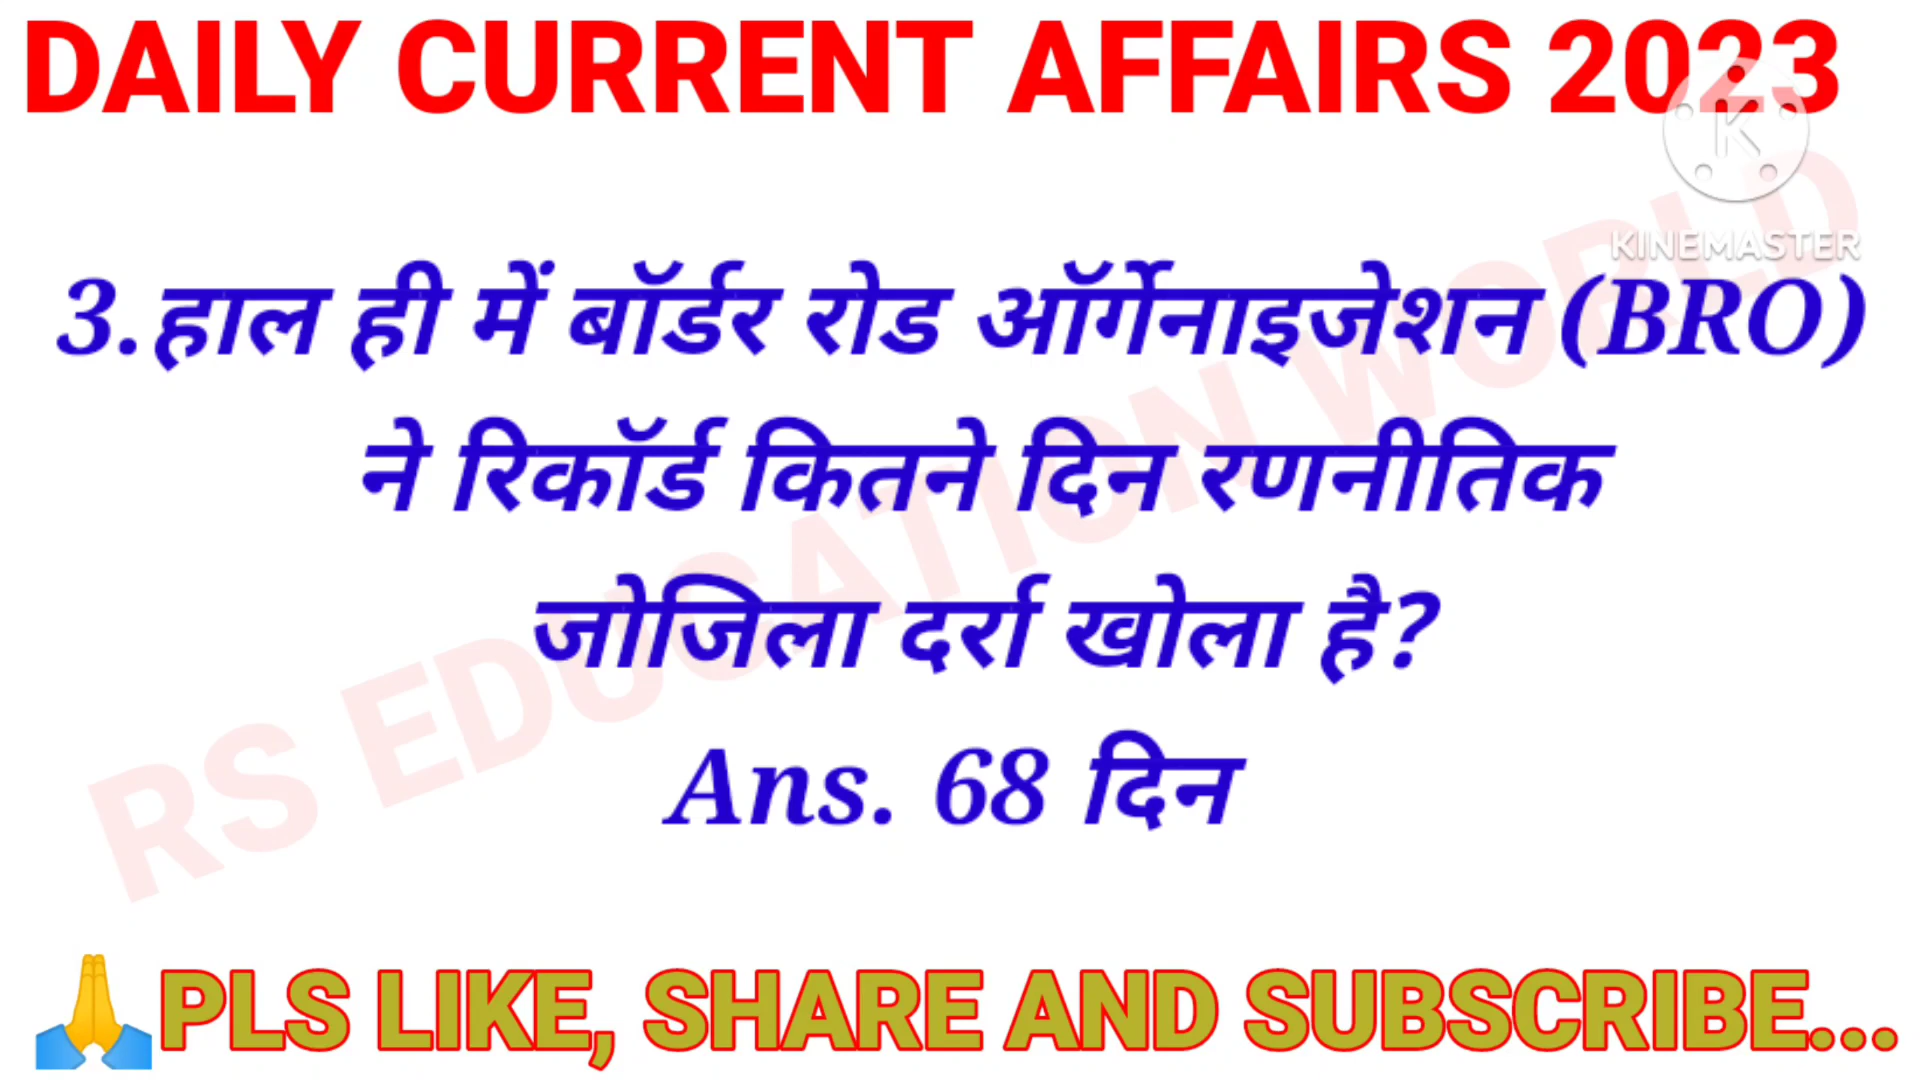 DAILY CURRENT AFFAIRS 2023
KINEMASTER
3.हाल ही में बॉर्डर रोड ऑर्गेनाइजेशन (BRO)
ने रिकॉर्ड कितने दिन रणनीतिक
जोजिला दर्रा खोला है?
Ans. 68 दिन
RS EDUCATION WORLD
🙏PLS LIKE, SHARE AND SUBSCRIBE...